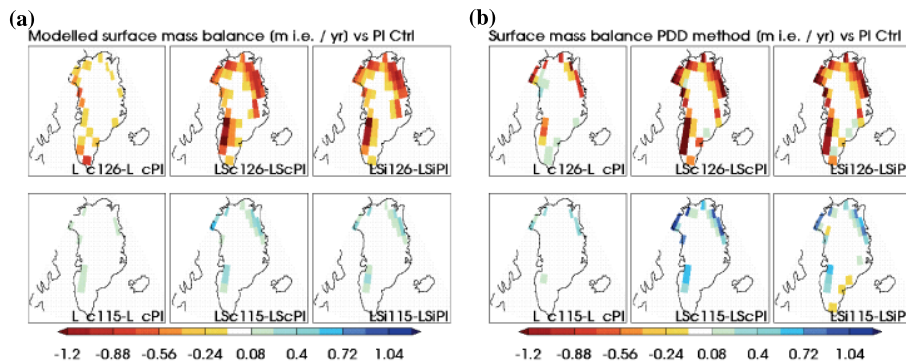 (a)
Modelled surface mass balance (m i.e. / yr) vs PI Ctrl
L c126-L cPI
LSc126-LScPI
LSi126-LSiPI
L c115-L cPI
LSc115-LScPI
LSi115-LSiPI
-1.2 -0.88 -0.56 -0.24 0.08 0.4 0.72 1.04
(b)
Surface mass balance PDD method (m i.e. / yr) vs PI Ctrl
L c126-L cPI
LSc126-LScPI
LSi126-LSiPI
L c115-L cPI
LSc115-LScPI
LSi115-LSiPI
-1.2 -0.88 -0.56 -0.24 0.08 0.4 0.72 1.04